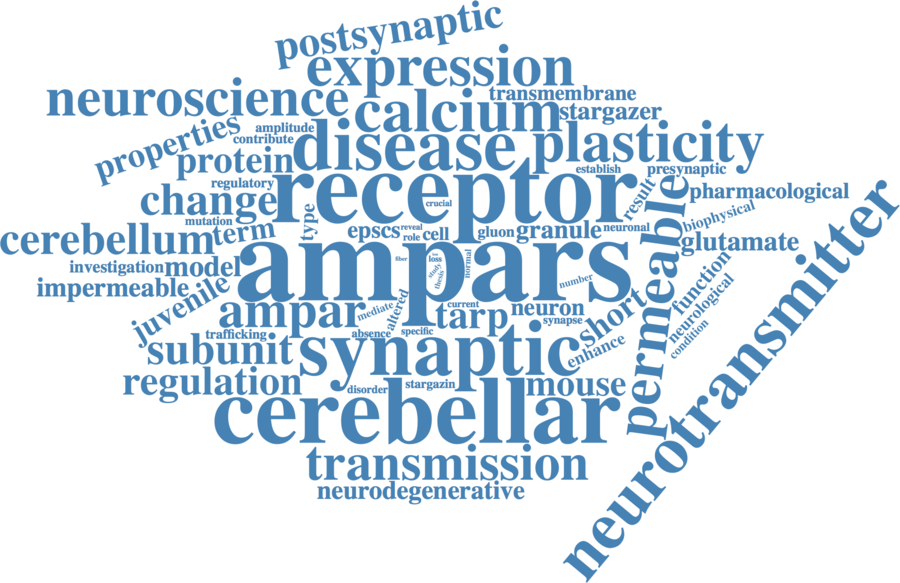 postsynaptic
expression
neuroscience
transmembrane
calcium
stargazer
properties
amplitude
contribute
disease
plasticity
protein
establish
presynaptic
regulatory
receptor
result
pharmacological
change
crucial
permeable
mutation
type
biophysical
cerebellum
term
epscs
reveal
role
cell
gluon
granule
neuronal
glutamate
investigation
model
ampars
fiber
loss
study
thesis
normal
number
function
impermeable
juvenile
altered
mediate
current
ampar
tarp
neuron
synapse
short
neurological
condition
trafficking
absence
specific
subunit
synaptic
enhance
neurotransmitter
regulation
disorder
stargazin
mouse
cerebellar
transmission
neurodegenerative